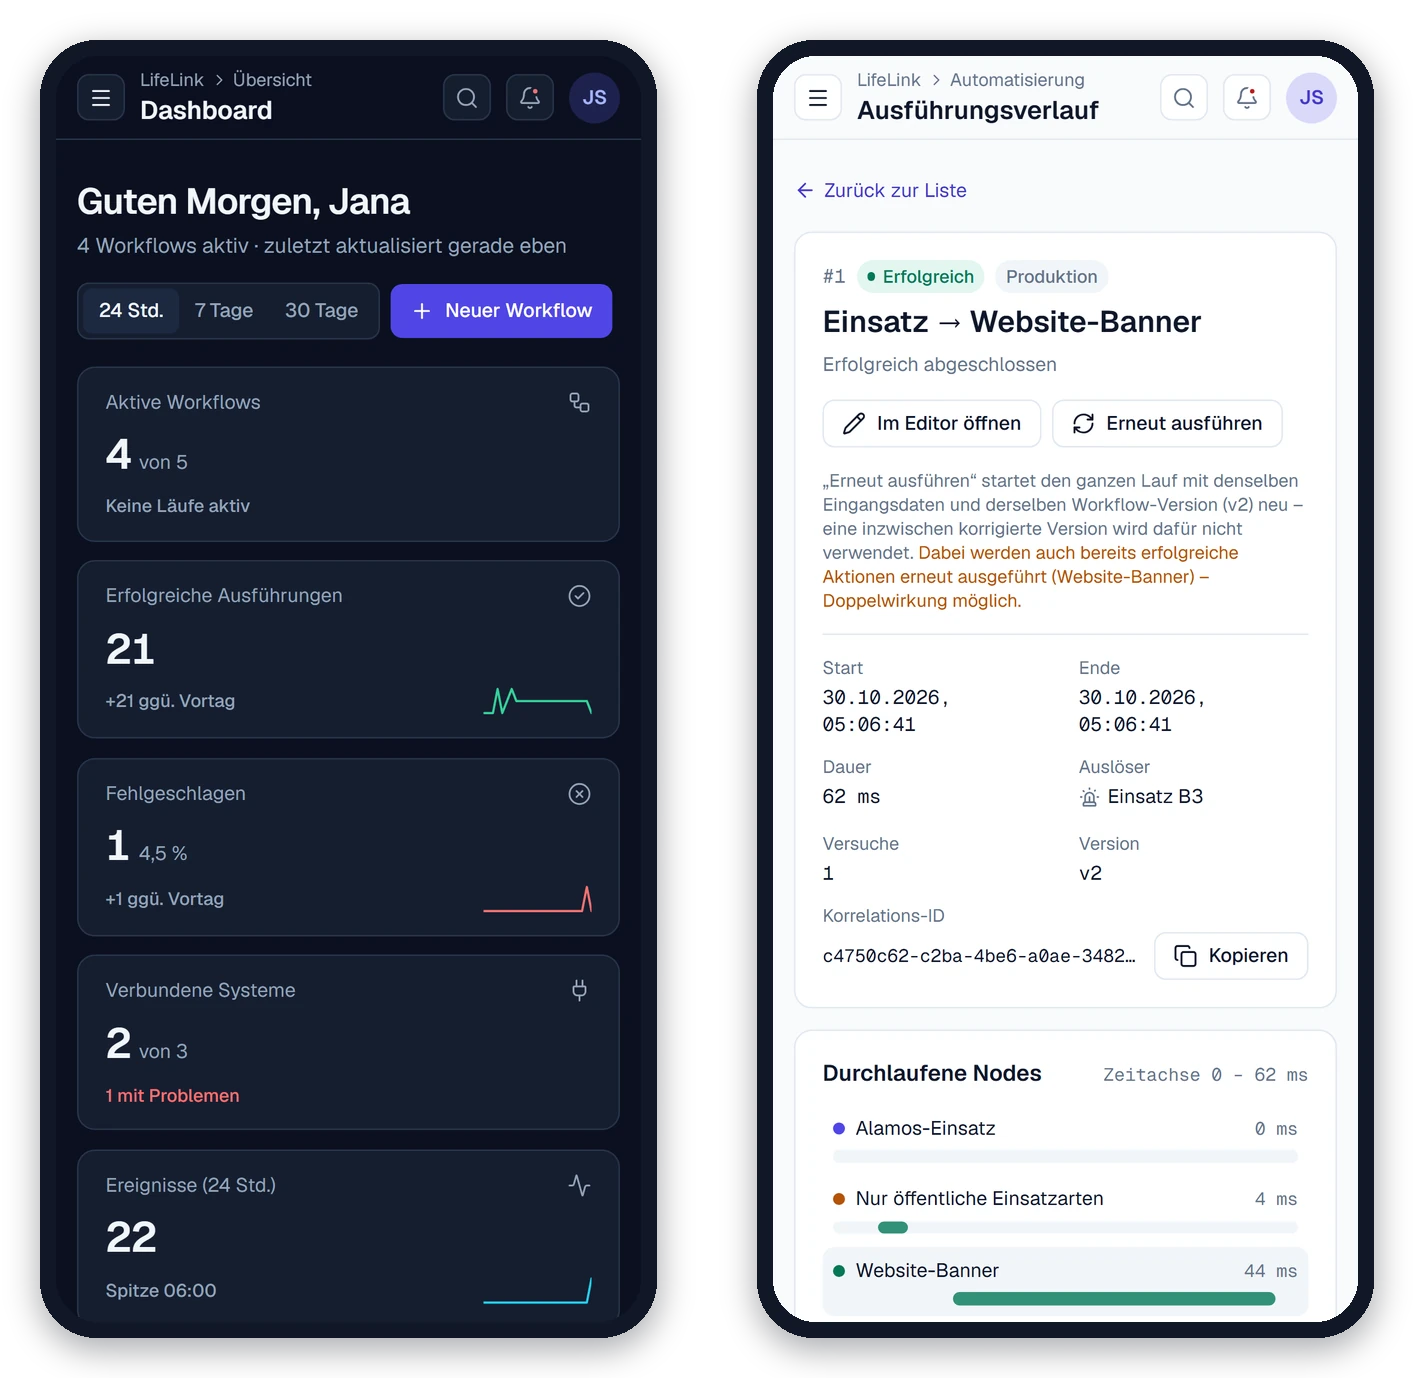 LifeLink > Übersicht
Dashboard
JS
Guten Morgen, Jana
4 Workflows aktiv · zuletzt aktualisiert gerade eben
24 Std.
7 Tage
30 Tage
+ Neuer Workflow
Aktive Workflows
4 von 5
Keine Läufe aktiv
Erfolgreiche Ausführungen
21
+21 ggü. Vortag
Fehlgeschlagen
1 4,5 %
+1 ggü. Vortag
Verbundene Systeme
2 von 3
1 mit Problemen
Ereignisse (24 Std.)
22
Spitze 06:00
LifeLink > Automatisierung
Ausführungsverlauf
JS
← Zurück zur Liste
#1 Erfolgreich Produktion
Einsatz → Website-Banner
Erfolgreich abgeschlossen
Im Editor öffnen
Erneut ausführen
„Erneut ausführen“ startet den ganzen Lauf mit denselben
Eingangsdaten und derselben Workflow-Version (v2) neu –
eine inzwischen korrigierte Version wird dafür nicht
verwendet. Dabei werden auch bereits erfolgreiche
Aktionen erneut ausgeführt (Website-Banner) –
Doppelwirkung möglich.
Start
30.10.2026,
05:06:41
Ende
30.10.2026,
05:06:41
Dauer
62 ms
Auslöser
Einsatz B3
Versuche
1
Version
v2
Korrelations-ID
c4750c62-c2ba-4be6-a0ae-3482…
Kopieren
Durchlaufene Nodes
Zeitachse 0 – 62 ms
Alamos-Einsatz 0 ms
Nur öffentliche Einsatzarten 4 ms
Website-Banner 44 ms